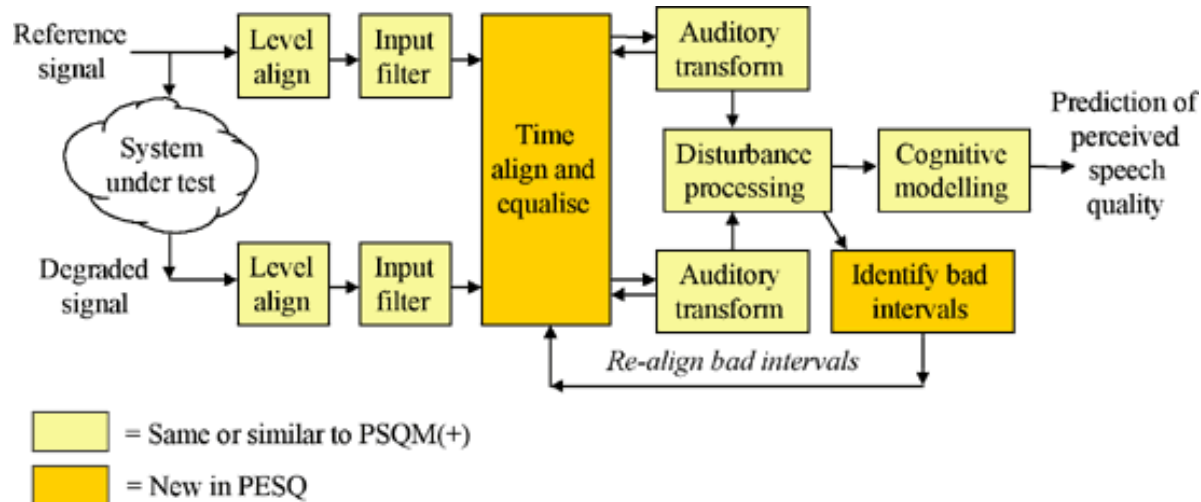 Reference
signal
Level
align
Input
filter
Time
align and
equalise
Auditory
transform
System
under test
Disturbance
processing
Cognitive
modelling
Prediction of
perceived
speech
quality
Degraded
signal
Level
align
Input
filter
Auditory
transform
Identify bad
intervals
Re-align bad intervals
= Same or similar to PSQM(+)
= New in PESQ